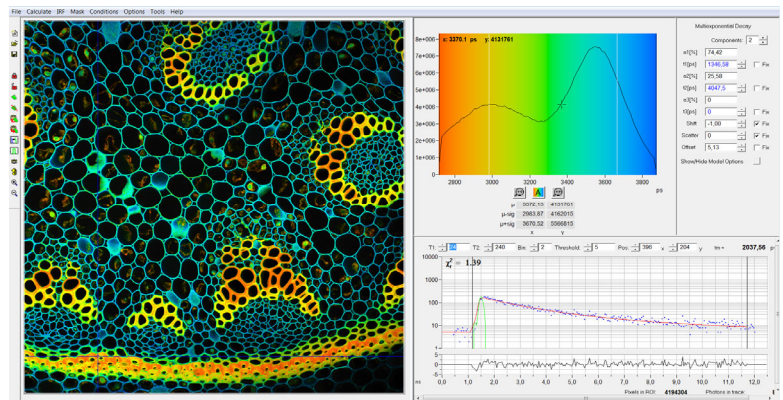 File Calculate IRF Mask Conditions Options Tools Help
x: 3370.1 ps y: 4131761
8e+006
7e+006
6e+006
5e+006
4e+006
3e+006
2e+006
1e+006
0
2800 3000 3200 3400 3600 3800
ps
A
μ 4131761
μ-sig 2983.87 4162015
μ+sig 3670.52 5566815
X Y
Multiexponential Decay
Components: 2
a1[%] 74,42
t1[ps] 1346,58 Fix
a2[%] 25,58
t2[ps] 4047,5 Fix
a3[%] 0
t3[ps] 0 Fix
Shift -1,00 Fix
Scatter 0 Fix
Offset 5,13 Fix
Show/Hide Model Options
T1: 24 T2: 240 Bin: 2 Threshold: 5 Pos: 396 x 204 y tm = 2037,56
χr² = 1.39
10000
1000
100
10
1
5
0
-5
ns 0,0 1,0 2,0 3,0 4,0 5,0 6,0 7,0 8,0 9,0 10,0 11,0 12,0
Pixels in ROI: 4194304 Photons in trace: